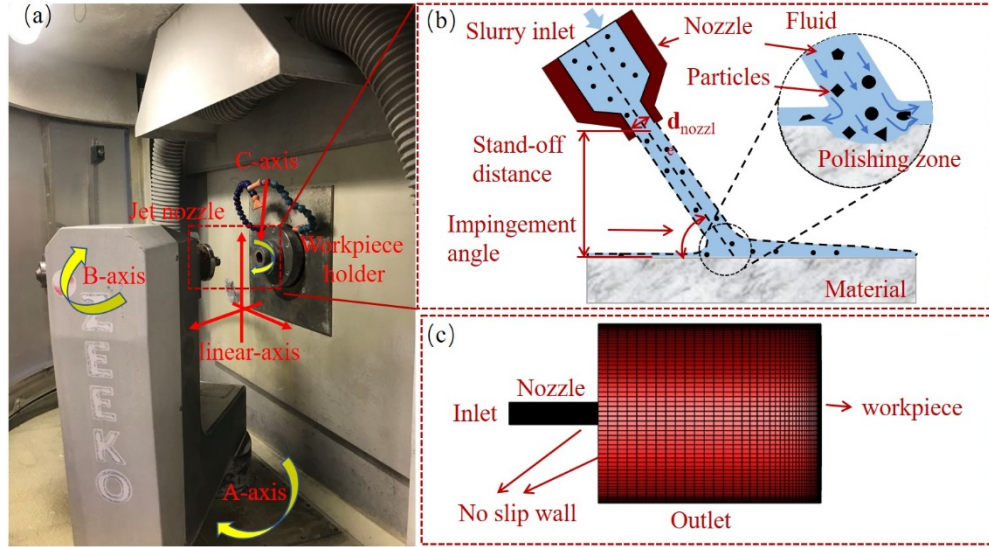 (a)
C-axis
Jet nozzle
Workpiece
holder
B-axis
linear-axis
ZEEKO
A-axis
(b)
Slurry inlet
Nozzle
Fluid
Particles
dnozzl
e
Stand-off
distance
Polishing zone
Impingement
angle
Material
(c)
Nozzle
Inlet
workpiece
No slip wall
Outlet